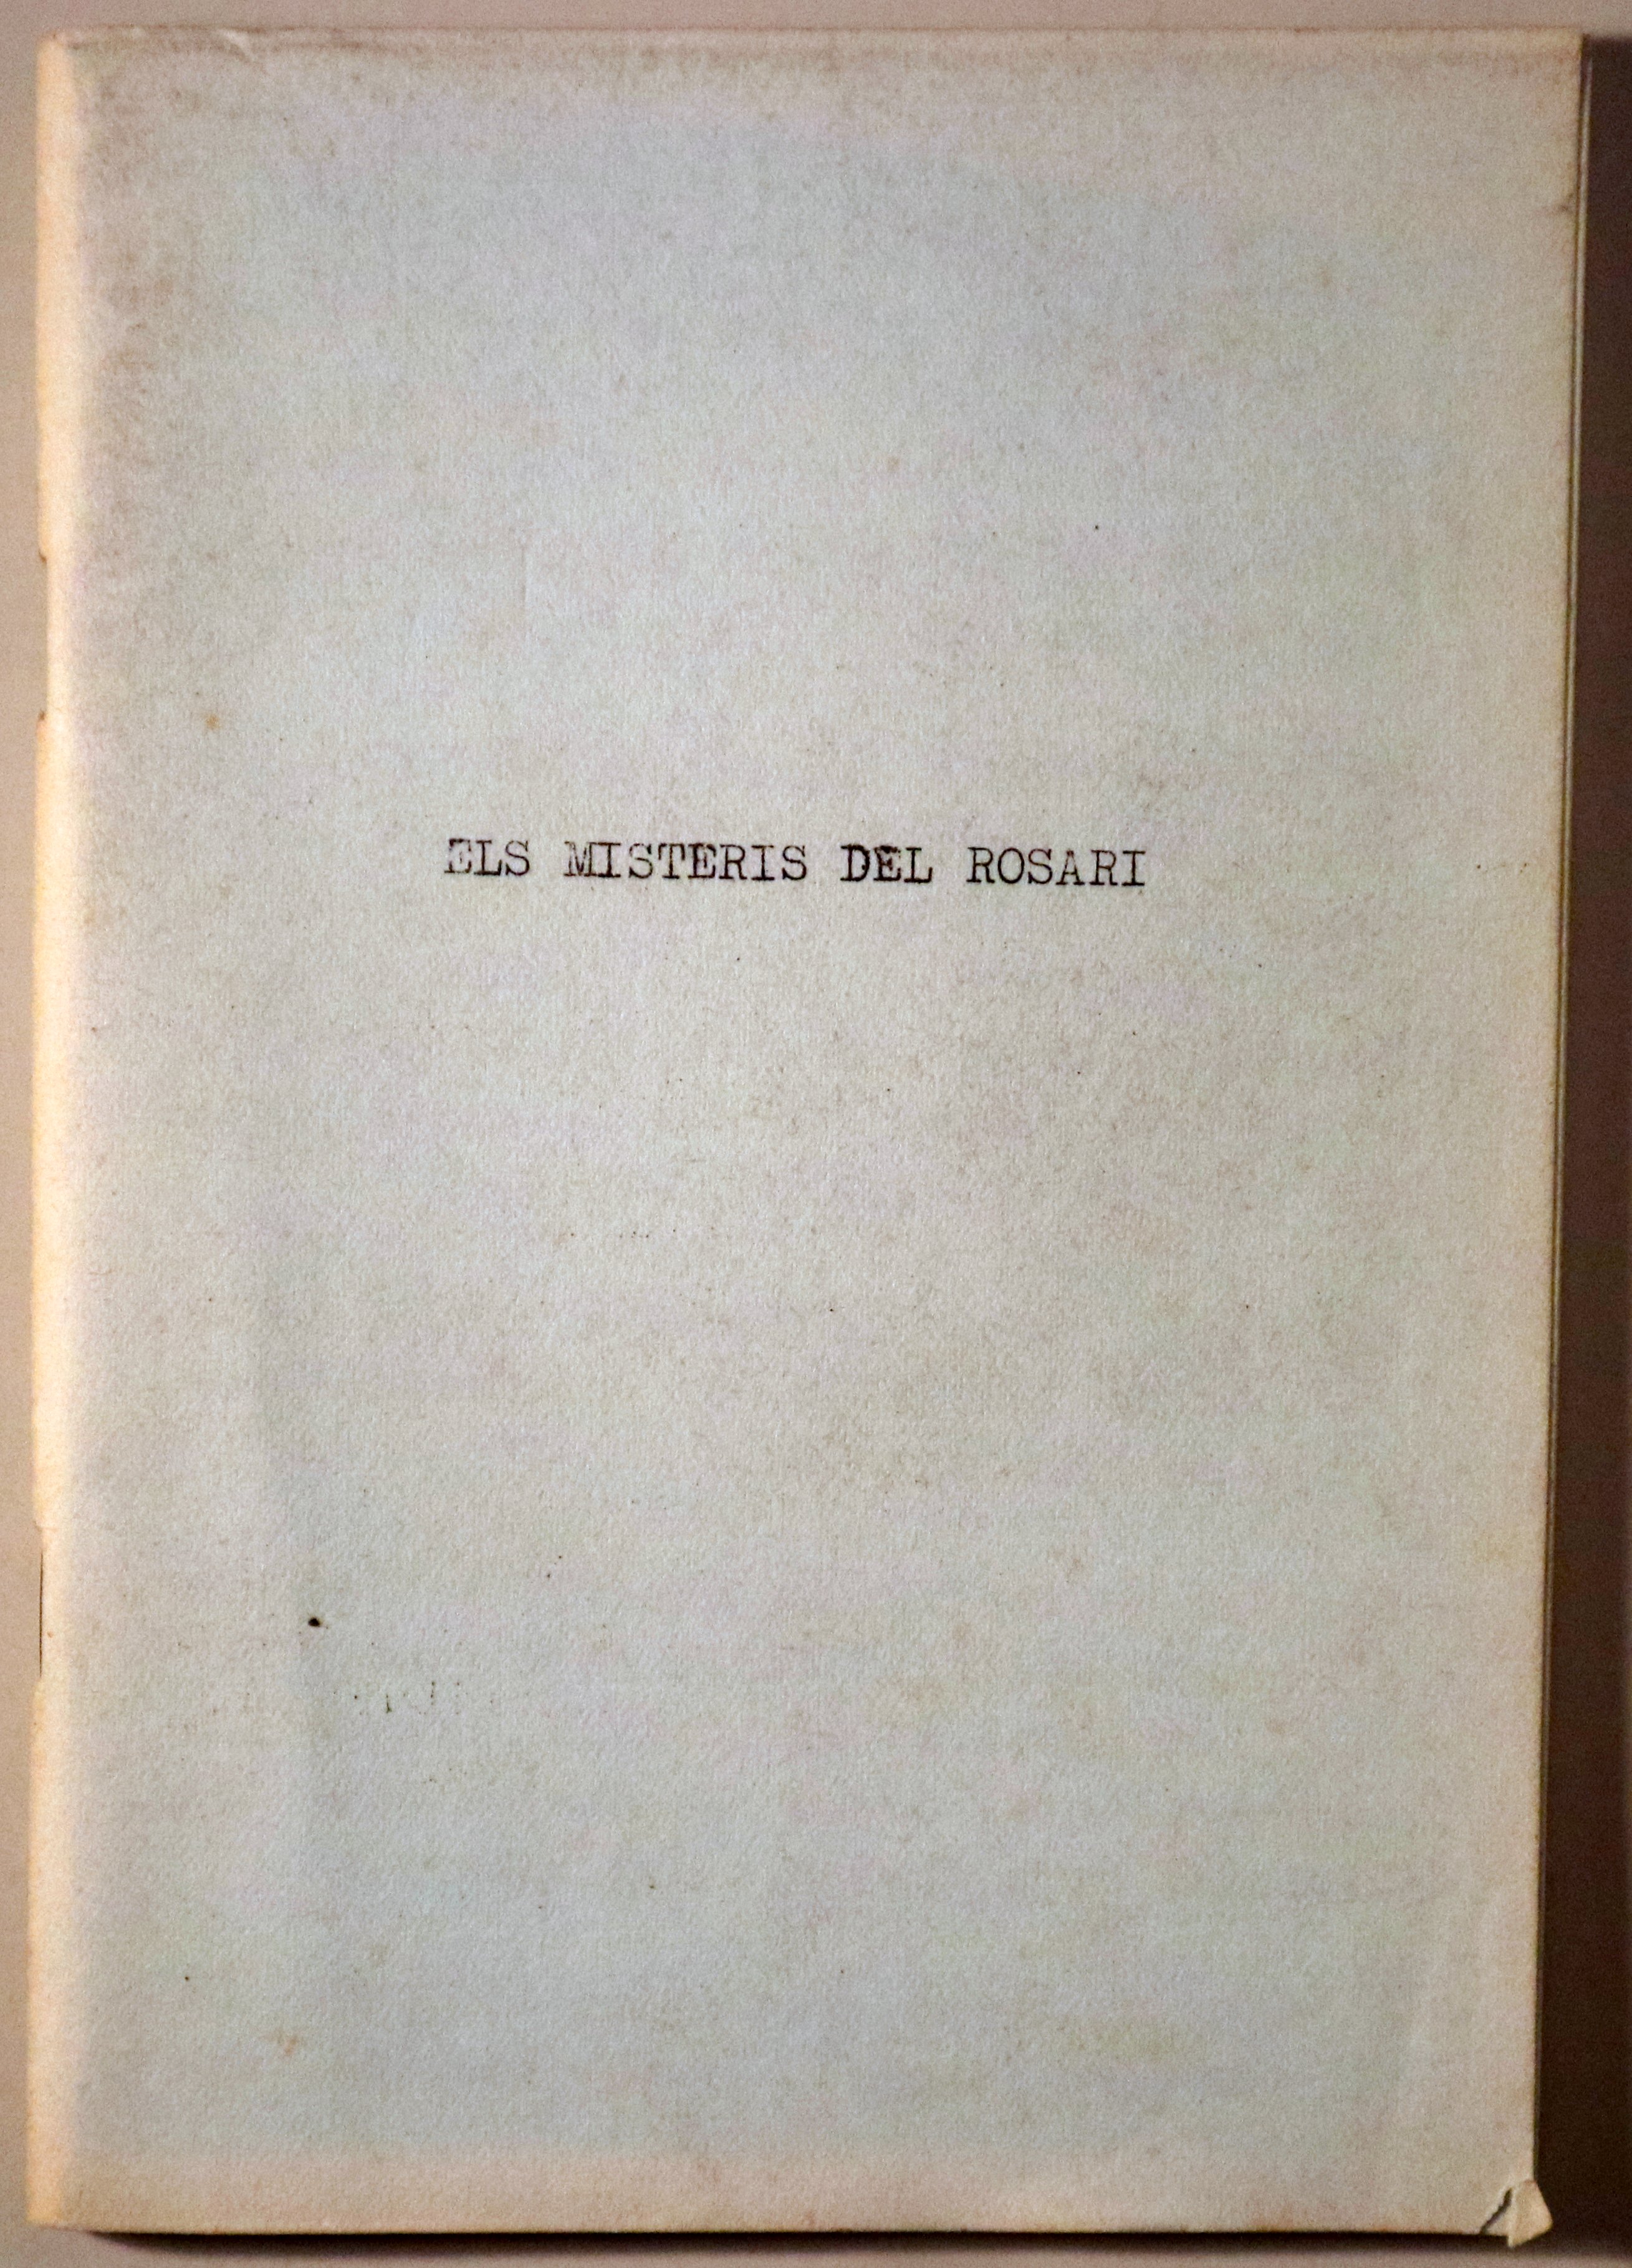 ELS MISTERIS DEL ROSARI